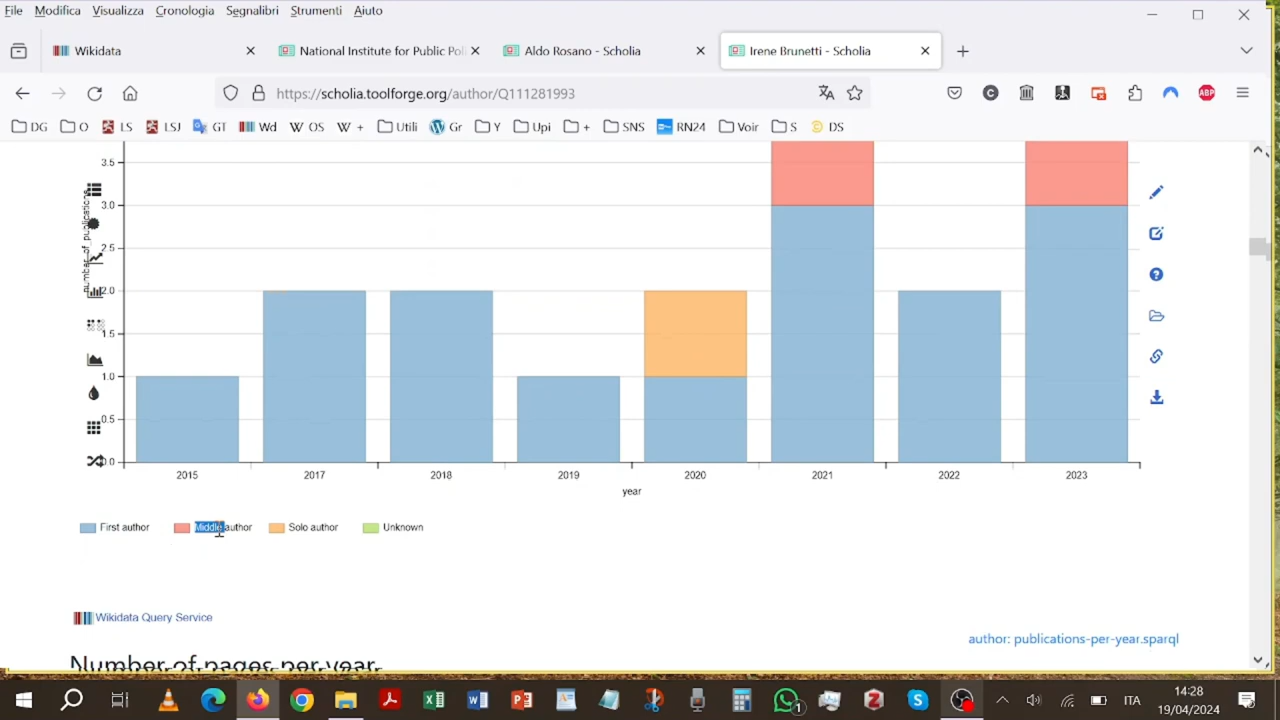 File Modifica Visualizza Cronologia Segnalibri Strumenti Aiuto
Wikidata National Institute for Public Pol Aldo Rosano - Scholia Irene Brunetti - Scholia
https://scholia.toolforge.org/author/Q111281993 ABP
DG O LS LSJ GT Wd OS + Utili Gr Y Upi + SNS RN24 Voir S DS
3.5
3.0
2.5
2.0
1.5
1.0
0.5
0.0
number_of_publications
2015 2017 2018 2019 2020 2021 2022 2023
year
First author Middle author Solo author Unknown
Wikidata Query Service
author: publications-per-year.sparql
Number of pages per year
ITA
14:28
19/04/2024